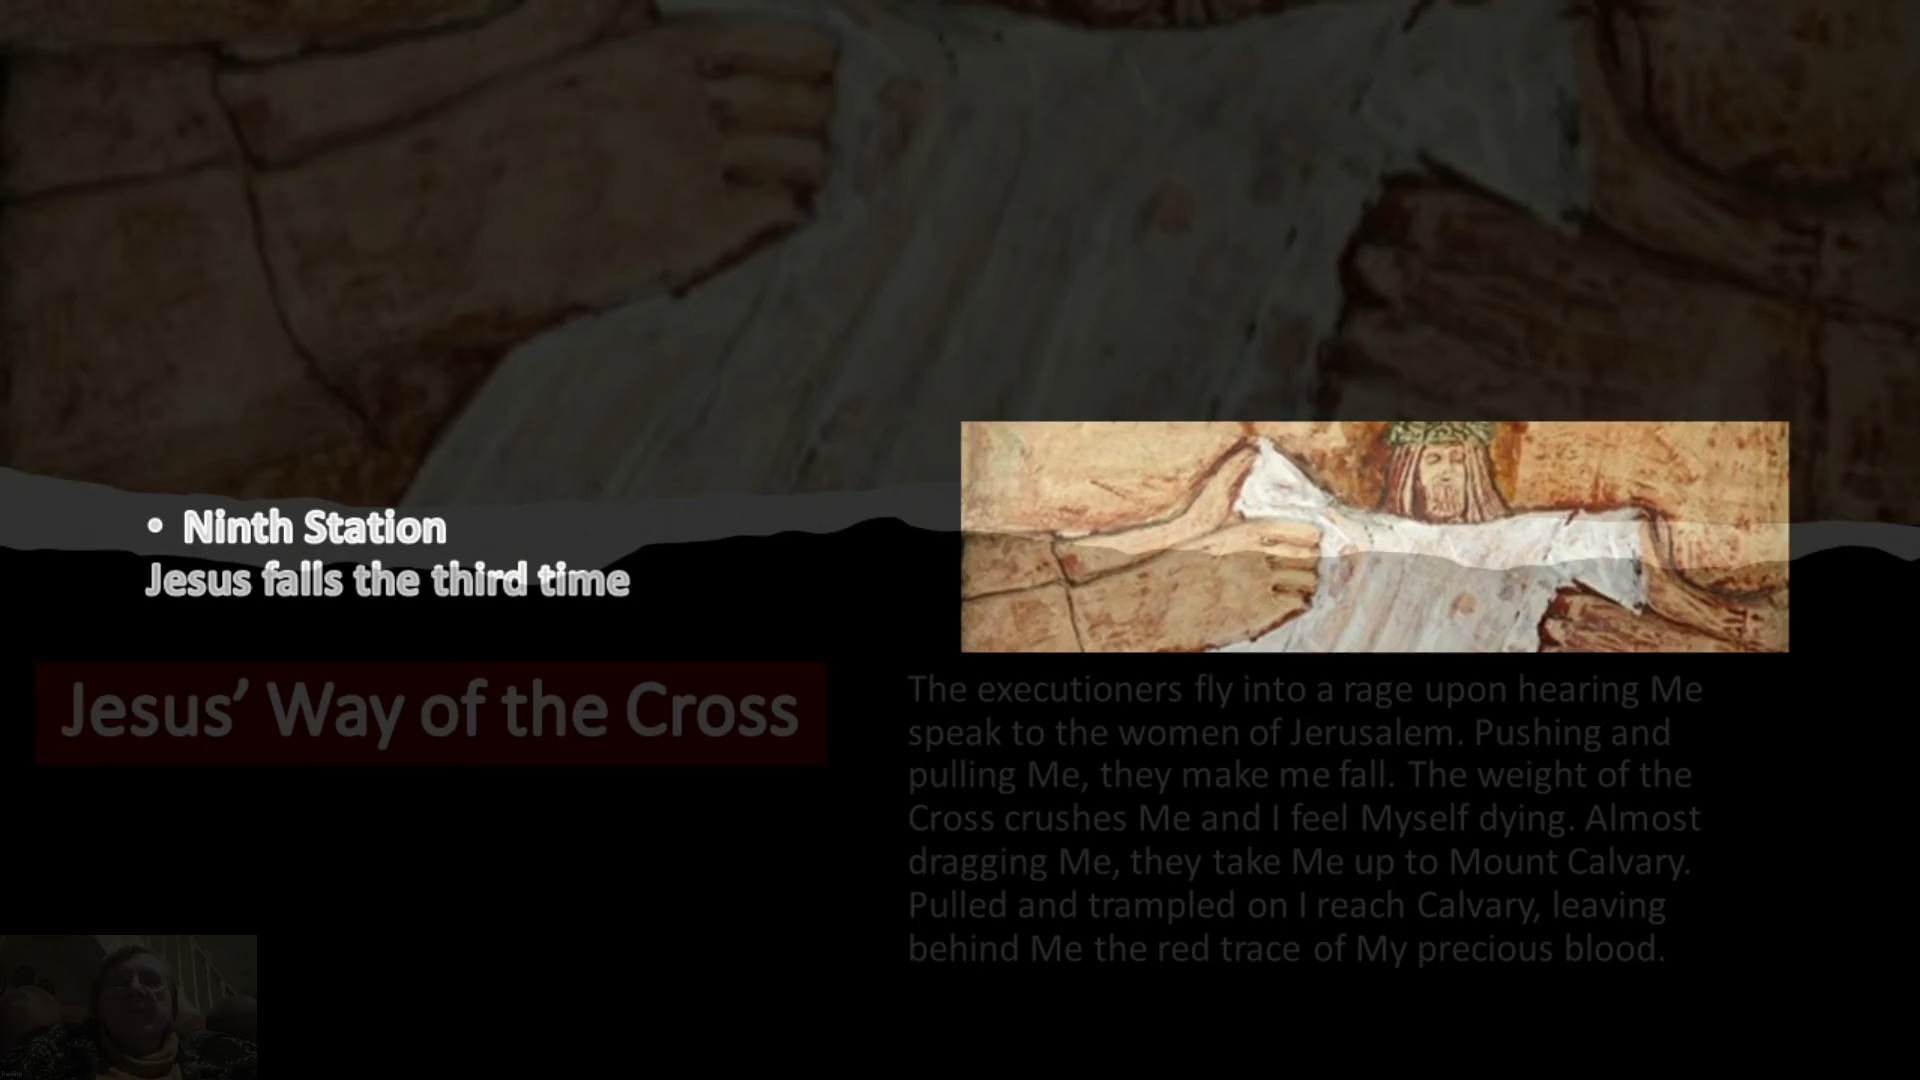 • Ninth Station
Jesus falls the third time
Jesus’ Way of the Cross
The executioners fly into a rage upon hearing Me
speak to the women of Jerusalem. Pushing and
pulling Me, they make me fall. The weight of the
Cross crushes Me and I feel Myself dying. Almost
dragging Me, they take Me up to Mount Calvary.
Pulled and trampled on I reach Calvary, leaving
behind Me the red trace of My precious blood.